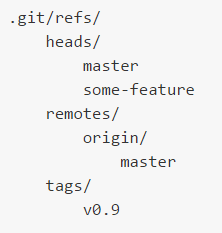 .git/refs/
    heads/
        master
        some-feature
    remotes/
        origin/
            master
    tags/
        v0.9